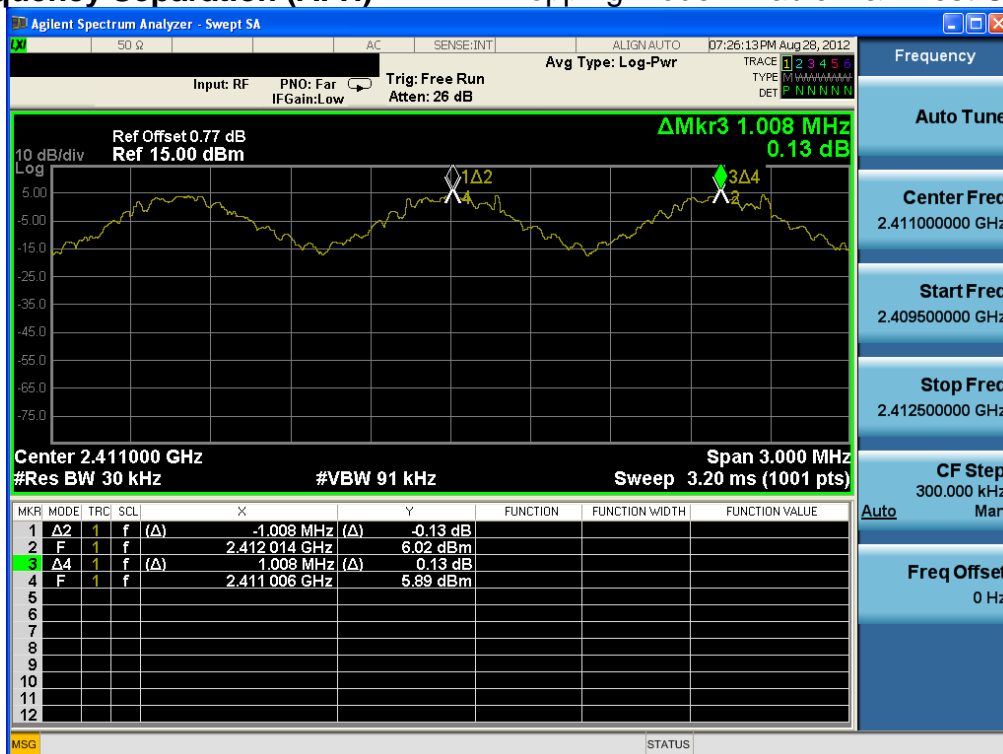 quency Separation
Agilent Spectrum Analyzer - Swept SA
LXI 50 Ω AC SENSE:INT ALIGN AUTO 07:26:13 PM Aug 28, 2012
Input: RF PNO: Far Trig: Free Run Avg Type: Log-Pwr TRACE 1 2 3 4 5 6
IFGain:Low Atten: 26 dB TYPE M
DET P N N N N N
Ref Offset 0.77 dB ΔMkr3 1.008 MHz
10 dB/div Ref 15.00 dBm 0.13 dB
Log
1Δ2 3Δ4
4 2
5.00
-5.00
-15.0
-25.0
-35.0
-45.0
-55.0
-65.0
-75.0
Center 2.411000 GHz Span 3.000 MHz
#Res BW 30 kHz #VBW 91 kHz Sweep 3.20 ms (1001 pts)
MKR MODE TRC SCL X Y FUNCTION FUNCTION WIDTH FUNCTION VALUE
1 Δ2 1 f (Δ) -1.008 MHz (Δ) -0.13 dB
2 F 1 f 2.412 014 GHz 6.02 dBm
3 Δ4 1 f (Δ) 1.008 MHz (Δ) 0.13 dB
4 F 1 f 2.411 006 GHz 5.89 dBm
5
6
7
8
9
10
11
12
MSG STATUS
Frequency
Auto Tune
Center Freq
2.411000000 GHz
Start Freq
2.409500000 GHz
Stop Freq
2.412500000 GHz
CF Step
300.000 kHz
Auto Man
Freq Offset
0 Hz